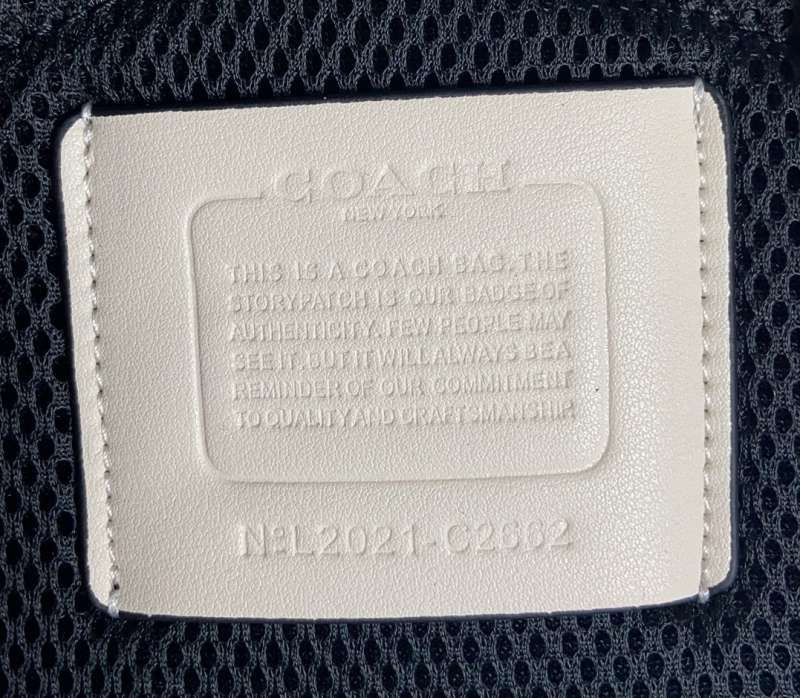 COACH
NEW YORK
THIS IS A COACH BAG. THE
STORYPATCH IS OUR BADGE OF
AUTHENTICITY. FEW PEOPLE MAY
SEE IT, BUT IT WILL ALWAYS BE A
REMINDER OF OUR COMMITMENT
TO QUALITY AND CRAFTSMANSHIP.
Nº:L2021-C2662